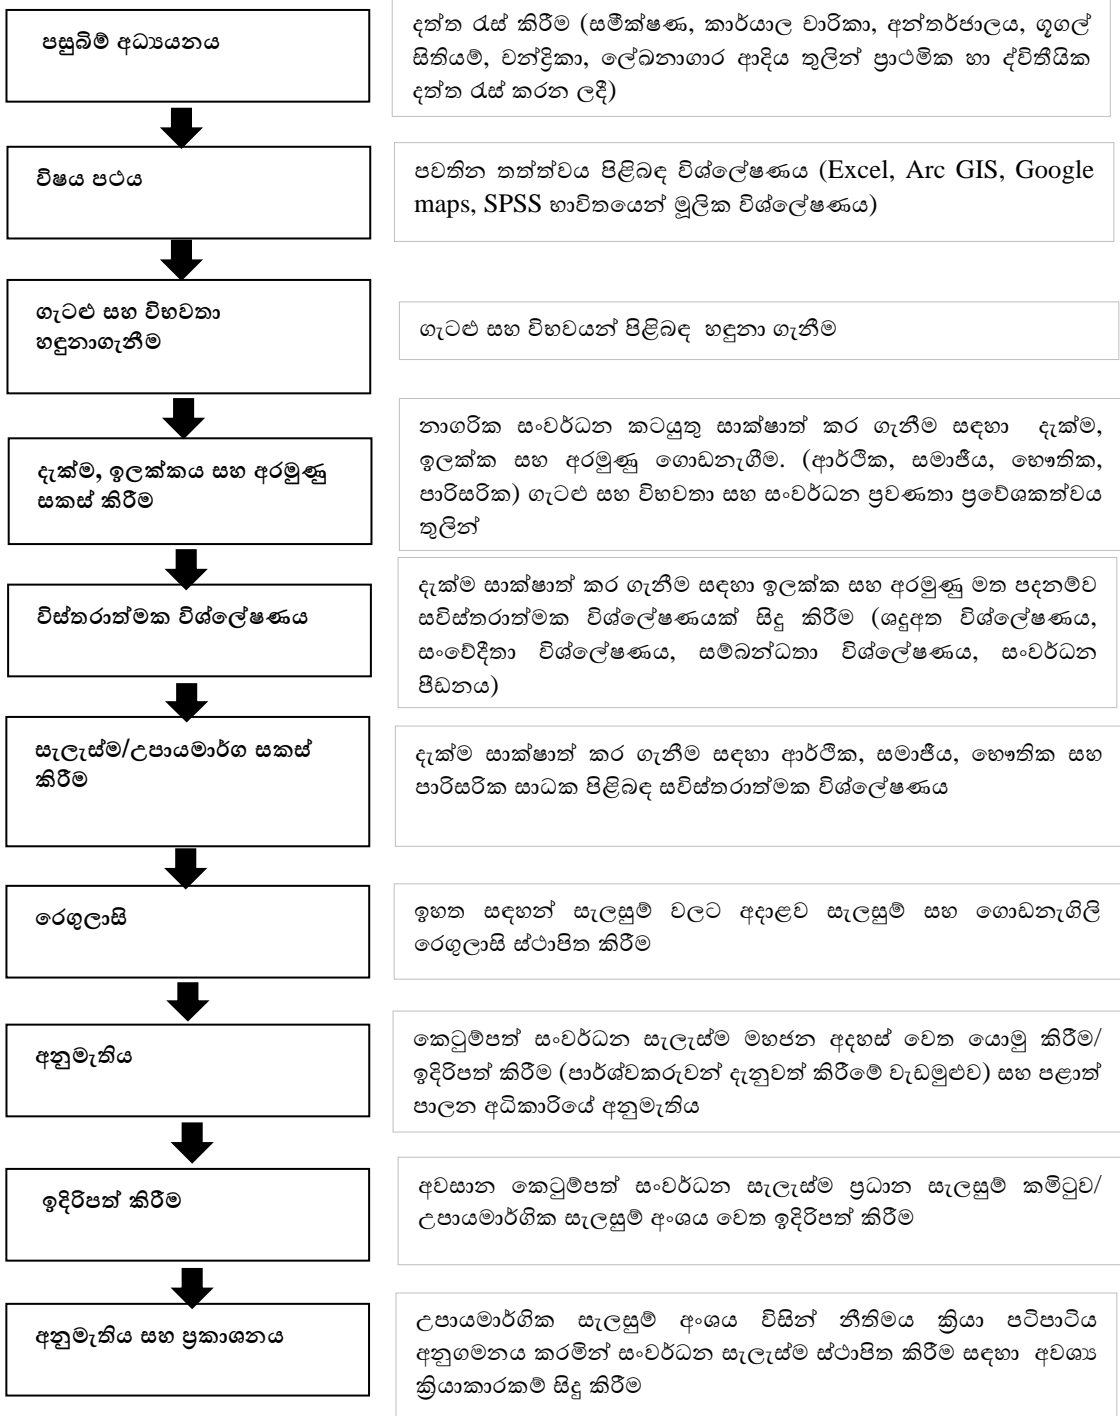 පසුබිම් අධ්‍යයනය
දත්ත රැස් කිරීම (සමීක්ෂණ, කාර්යාල චාරිකා, අන්තර්ජාලය, ගූගල්
සිතියම්, චන්ද්‍රිකා, ලේඛනාගාර ආදිය තුලින් ප්‍රාථමික හා ද්විතීයික
දත්ත රැස් කරන ලදී)
විෂය පථය
පවතින තත්ත්වය පිළිබඳ විශ්ලේෂණය (Excel, Arc GIS, Google
maps, SPSS භාවිතයෙන් මූලික විශ්ලේෂණය)
ගැටළු සහ විභවතා
හඳුනාගැනීම
ගැටළු සහ විභවයන් පිළිබඳ හඳුනා ගැනීම
දැක්ම, ඉලක්කය සහ අරමුණු
සකස් කිරීම
නාගරික සංවර්ධන කටයුතු සාක්ෂාත් කර ගැනීම සඳහා දැක්ම,
ඉලක්ක සහ අරමුණු ගොඩනැගීම. (ආර්ථික, සමාජීය, භෞතික,
පාරිසරික) ගැටළු සහ විභවතා සහ සංවර්ධන ප්‍රවණතා ප්‍රවේශකත්වය
තුලින්
විස්තරාත්මක විශ්ලේෂණය
දැක්ම සාක්ෂාත් කර ගැනීම සඳහා ඉලක්ක සහ අරමුණු මත පදනම්ව
සවිස්තරාත්මක විශ්ලේෂණයක් සිදු කිරීම (ශදුඅත විශ්ලේෂණය,
සංවේදීතා විශ්ලේෂණය, සම්බන්ධතා විශ්ලේෂණය, සංවර්ධන
පීඩනය)
සැලැස්ම/උපායමාර්ග සකස්
කිරීම
දැක්ම සාක්ෂාත් කර ගැනීම සඳහා ආර්ථික, සමාජීය, භෞතික සහ
පාරිසරික සාධක පිළිබඳ සවිස්තරාත්මක විශ්ලේෂණය
රෙගුලාසි
ඉහත සඳහන් සැලසුම් වලට අදාළව සැලසුම් සහ ගොඩනැගිලි
රෙගුලාසි ස්ථාපිත කිරීම
අනුමැතිය
කෙටුම්පත් සංවර්ධන සැලැස්ම මහජන අදහස් වෙත යොමු කිරීම/
ඉදිරිපත් කිරීම (පාර්ශ්වකරුවන් දැනුවත් කිරීමේ වැඩමුළුව) සහ පළාත්
පාලන අධිකාරියේ අනුමැතිය
ඉදිරිපත් කිරීම
අවසාන කෙටුම්පත් සංවර්ධන සැලැස්ම ප්‍රධාන සැලසුම් කමිටුව/
උපායමාර්ගික සැලසුම් අංශය වෙත ඉදිරිපත් කිරීම
අනුමැතිය සහ ප්‍රකාශනය
උපායමාර්ගික සැලසුම් අංශය විසින් නීතිමය ක්‍රියා පටිපාටිය
අනුගමනය කරමින් සංවර්ධන සැලැස්ම ස්ථාපිත කිරීම සඳහා අවශ්‍ය
ක්‍රියාකාරකම් සිදු කිරීම